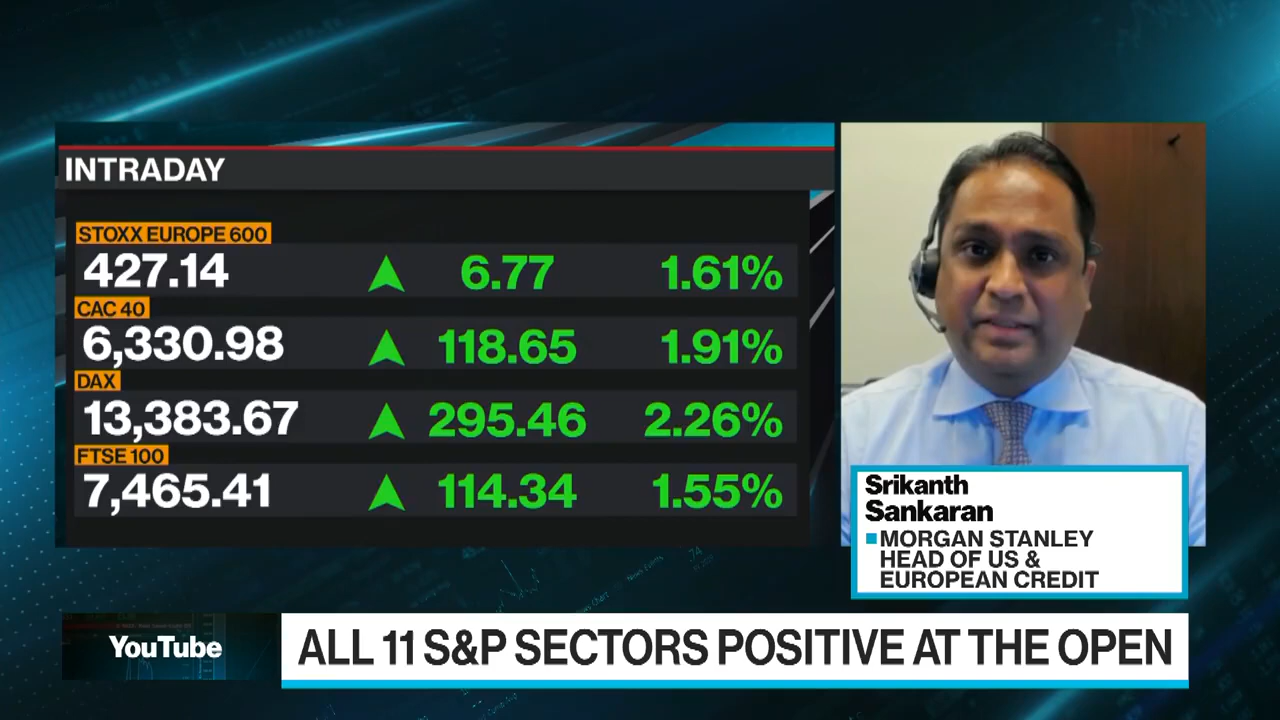 INTRADAY
STOXX EUROPE 600
427.14 6.77 1.61%
CAC 40
6,330.98 118.65 1.91%
DAX
13,383.67 295.46 2.26%
FTSE 100
7,465.41 114.34 1.55%
Srikanth
Sankaran
MORGAN STANLEY
HEAD OF US &
EUROPEAN CREDIT
YouTube
ALL 11 S&P SECTORS POSITIVE AT THE OPEN